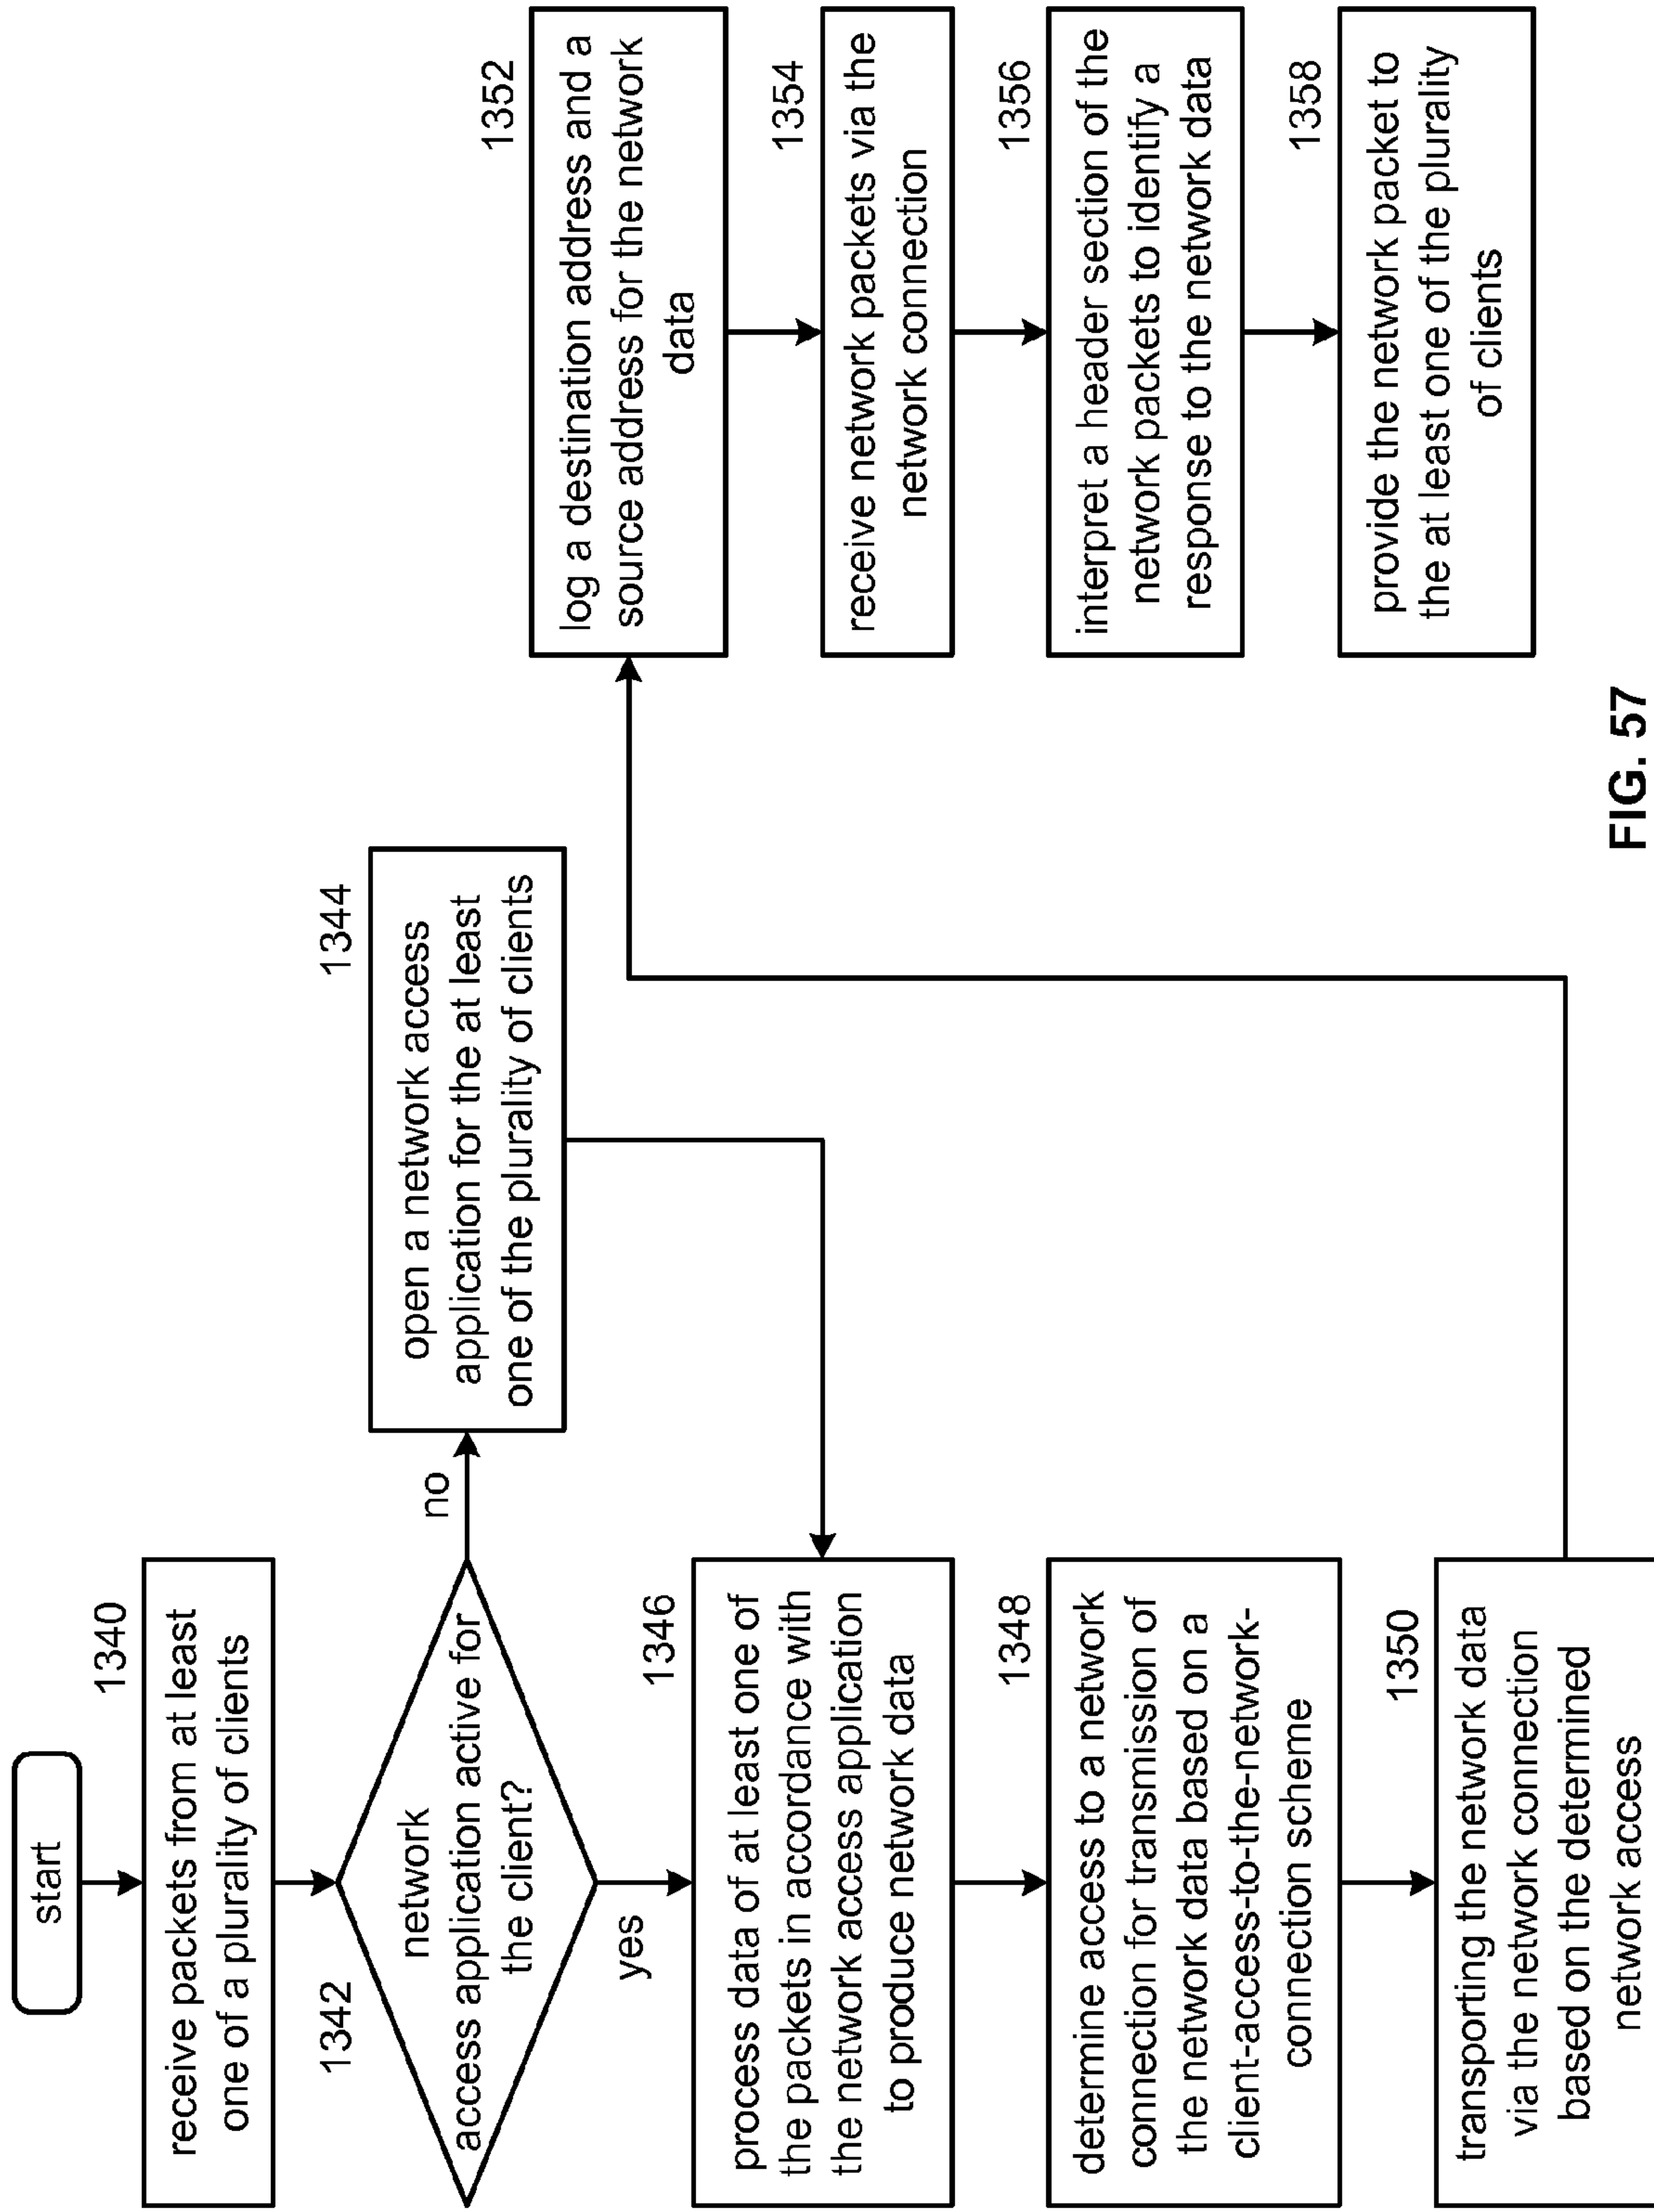 start
1340
receive packets from at least
one of a plurality of clients
1342
network
access application active for
the client?
no
yes
1344
open a network access
application for the at least
one of the plurality of clients
1346
process data of at least one of
the packets in accordance with
the network access application
to produce network data
1348
determine access to a network
connection for transmission of
the network data based on a
client-access-to-the-network-
connection scheme
1350
transporting the network data
via the network connection
based on the determined
network access
1352
log a destination address and a
source address for the network
data
1354
receive network packets via the
network connection
1356
interpret a header section of the
network packets to identify a
response to the network data
1358
provide the network packet to
the at least one of the plurality
of clients
FIG. 57